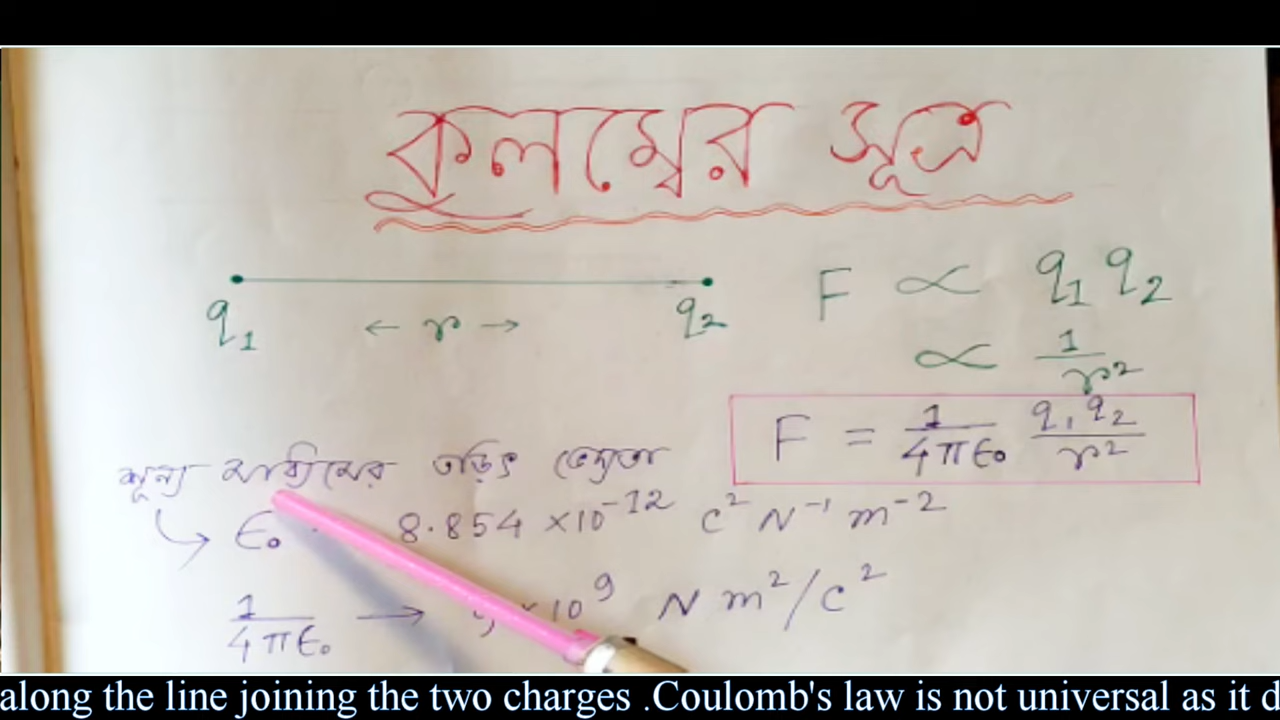 কুলম্বের সূত্র
q₁ ← r → q₂
F ∝ q₁ q₂
∝ 1/r²
F = 1/4πϵ₀ q₁q₂/r²
শূন্য মাধ্যমের তড়িৎ ভেদ্যতা
↳ ϵ₀ 8.854 ×10⁻¹² C² N⁻¹ m⁻²
1/4πϵ₀ → ×10⁹ N m²/C²
along the line joining the two charges .Coulomb's law is not universal as it d